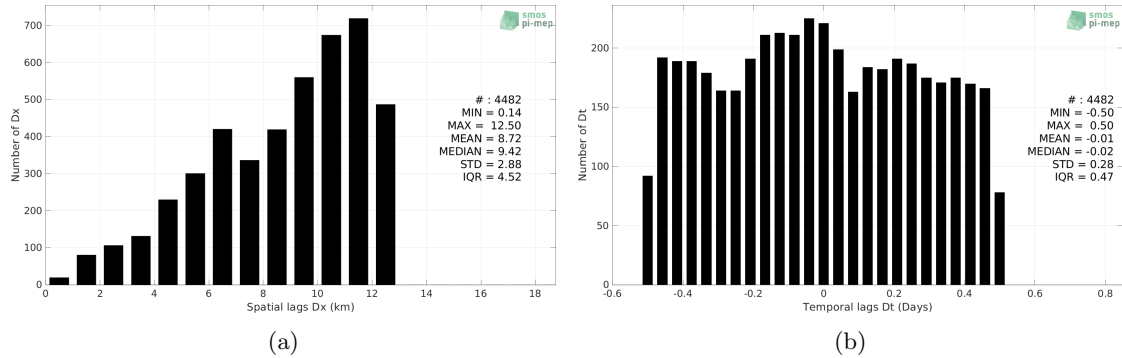 700
600
500
400
300
200
100
0
Number of Dx
0 2 4 6 8 10 12 14 16 18
Spatial lags Dx (km)
smos
pi-mep
# : 4482
MIN = 0.14
MAX = 12.50
MEAN = 8.72
MEDIAN = 9.42
STD = 2.88
IQR = 4.52
(a)
200
150
100
50
0
Number of Dt
-0.6 -0.4 -0.2 0 0.2 0.4 0.6 0.8
Temporal lags Dt (Days)
smos
pi-mep
# : 4482
MIN = -0.50
MAX = 0.50
MEAN = -0.01
MEDIAN = -0.02
STD = 0.28
IQR = 0.47
(b)